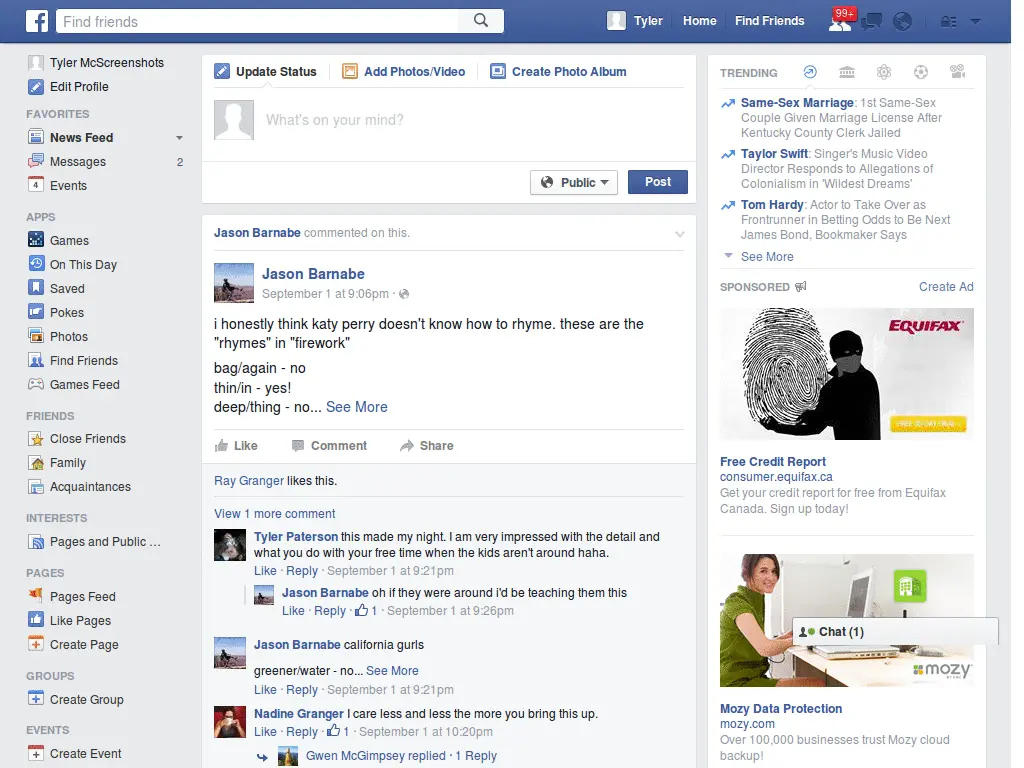 Find friends
Tyler
Home
Find Friends
99+
Tyler McScreenshots
Edit Profile
FAVORITES
News Feed
Messages 2
4 Events
APPS
Games
On This Day
Saved
Pokes
Photos
Find Friends
Games Feed
FRIENDS
Close Friends
Family
Acquaintances
INTERESTS
Pages and Public ...
PAGES
Pages Feed
Like Pages
Create Page
GROUPS
Create Group
EVENTS
Create Event
Update Status
Add Photos/Video
Create Photo Album
What's on your mind?
Public
Post
Jason Barnabe commented on this.
Jason Barnabe
September 1 at 9:06pm ·
i honestly think katy perry doesn't know how to rhyme. these are the
"rhymes" in "firework"
bag/again - no
thin/in - yes!
deep/thing - no... See More
Like Comment Share
Ray Granger likes this.
View 1 more comment
Tyler Paterson this made my night. I am very impressed with the detail and
what you do with your free time when the kids aren't around haha.
Like · Reply · September 1 at 9:21pm
Jason Barnabe oh if they were around i'd be teaching them this
Like · Reply · 1 · September 1 at 9:26pm
Jason Barnabe california gurls
greener/water - no... See More
Like · Reply · September 1 at 9:21pm
Nadine Granger I care less and less the more you bring this up.
Like · Reply · 1 · September 1 at 10:20pm
Gwen McGimpsey replied · 1 Reply
TRENDING
Same-Sex Marriage: 1st Same-Sex
Couple Given Marriage License After
Kentucky County Clerk Jailed
Taylor Swift: Singer's Music Video
Director Responds to Allegations of
Colonialism in 'Wildest Dreams'
Tom Hardy: Actor to Take Over as
Frontrunner in Betting Odds to Be Next
James Bond, Bookmaker Says
See More
SPONSORED Create Ad
EQUIFAX
Free Credit Report
consumer.equifax.ca
Get your credit report for free from Equifax
Canada. Sign up today!
Chat (1)
mozy
Mozy Data Protection
mozy.com
Over 100,000 businesses trust Mozy cloud
backup!